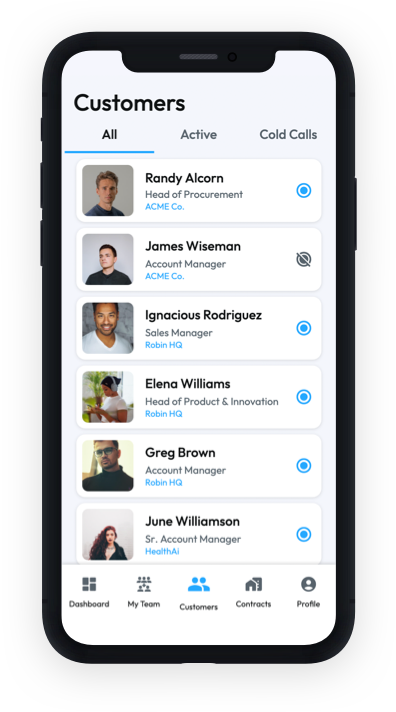 Customers
All Active Cold Calls
Randy Alcorn
Head of Procurement
ACME Co.
James Wiseman
Account Manager
ACME Co.
Ignacious Rodriguez
Sales Manager
Robin HQ
Elena Williams
Head of Product & Innovation
Robin HQ
Greg Brown
Account Manager
Robin HQ
June Williamson
Sr. Account Manager
HealthAi
Dashboard My Team Customers Contracts Profile